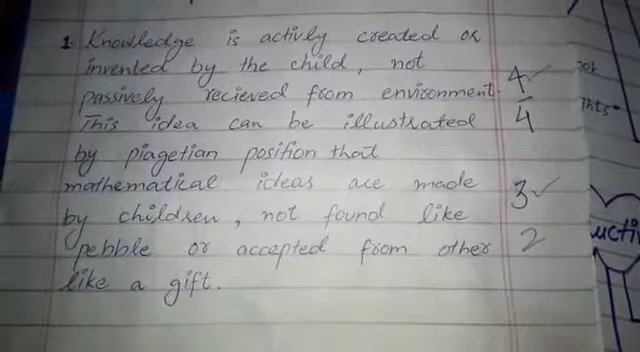 1. Knowledge is activly created or
invented by the child, not
passively recieved from environment.
This idea can be illustrated
by piagetian position that
mathematical ideas are made
by children, not found like
pebble or accepted from other
like a gift.
4✓
4
3✓
2
ucti